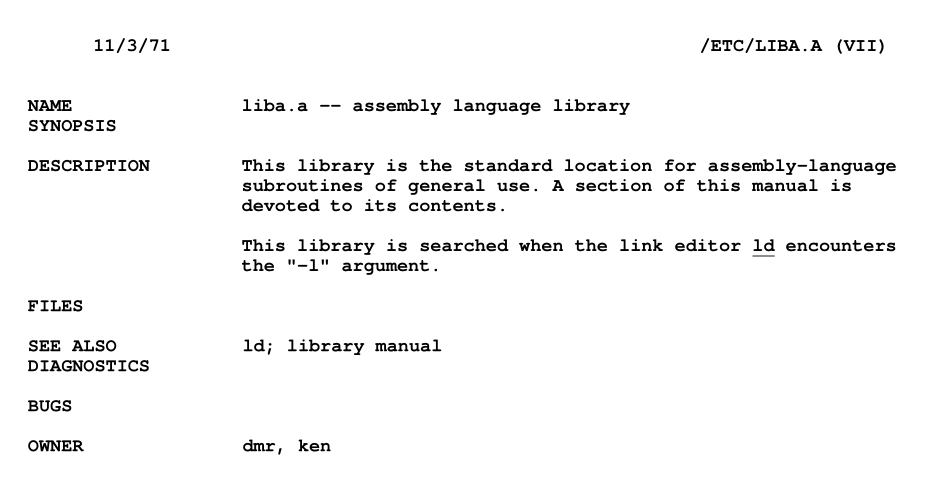 11/3/71 /ETC/LIBA.A (VII)
NAME liba.a -- assembly language library
SYNOPSIS
DESCRIPTION This library is the standard location for assembly-language
subroutines of general use. A section of this manual is
devoted to its contents.
This library is searched when the link editor ld encounters
the "-l" argument.
FILES
SEE ALSO ld; library manual
DIAGNOSTICS
BUGS
OWNER dmr, ken